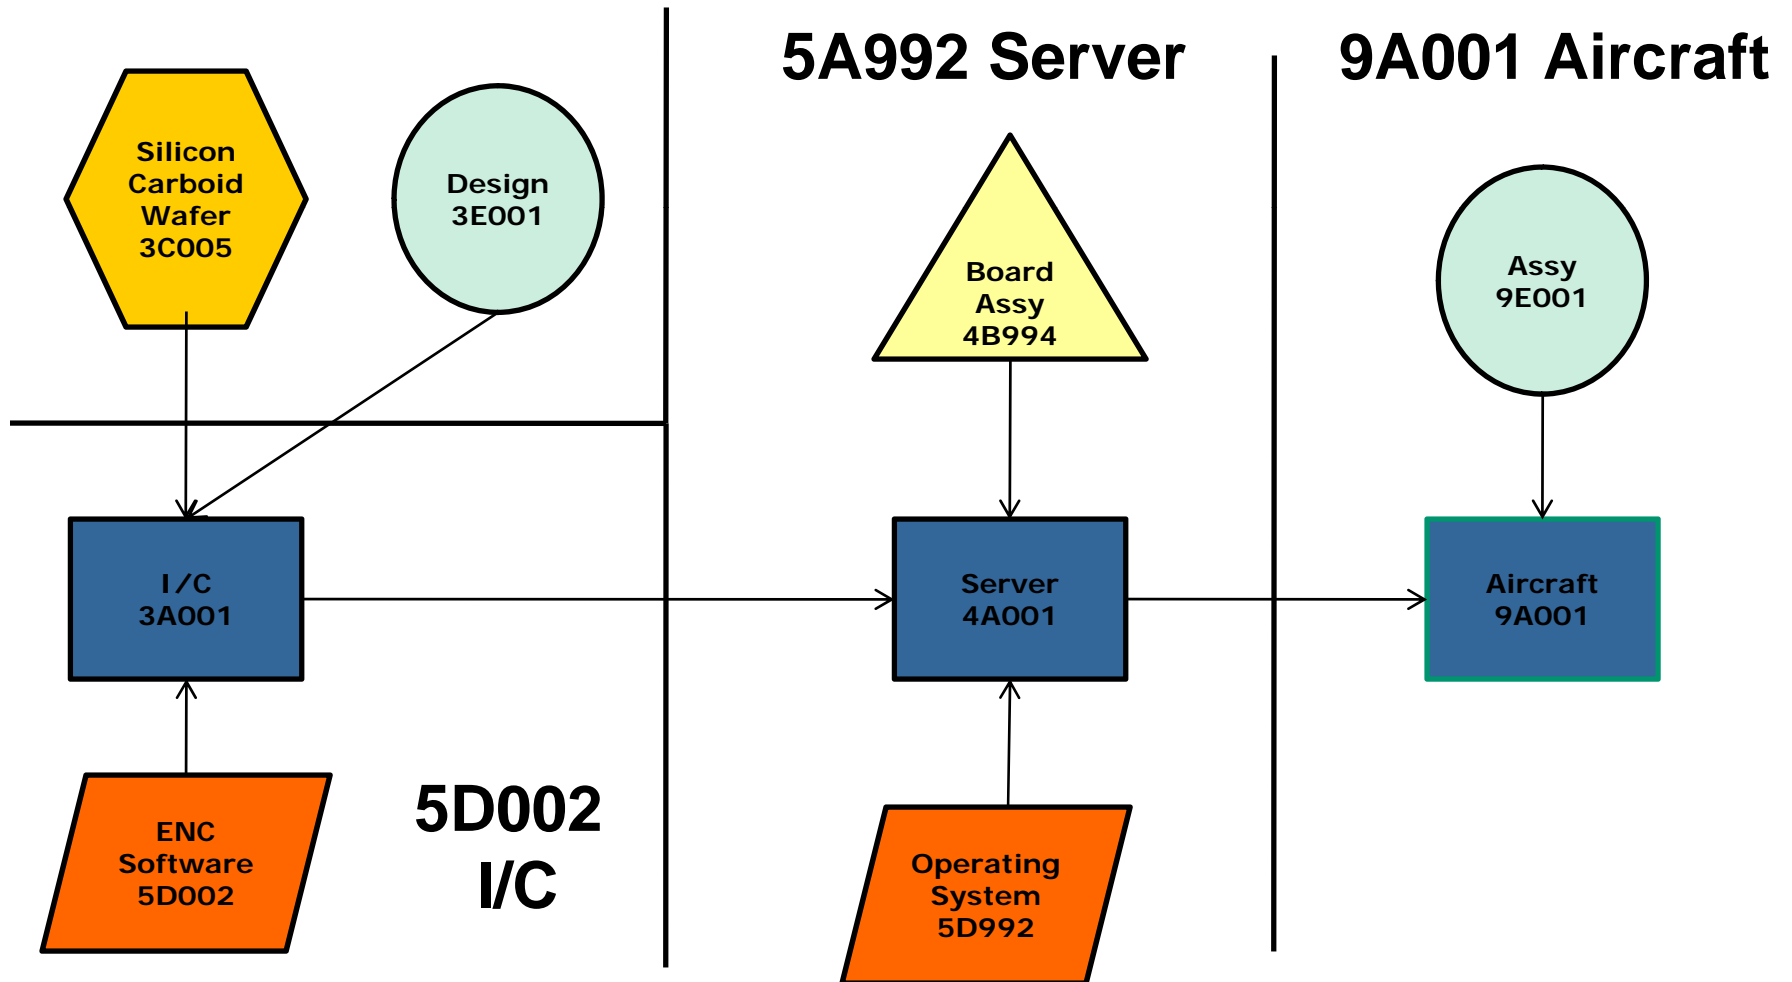 5A992 Server
9A001 Aircraft
Silicon
Carboid
Wafer
3C005
Design
3E001
Board
Assy
4B994
Assy
9E001
I/C
3A001
Server
4A001
Aircraft
9A001
ENC
Software
5D002
5D002
I/C
Operating
System
5D992